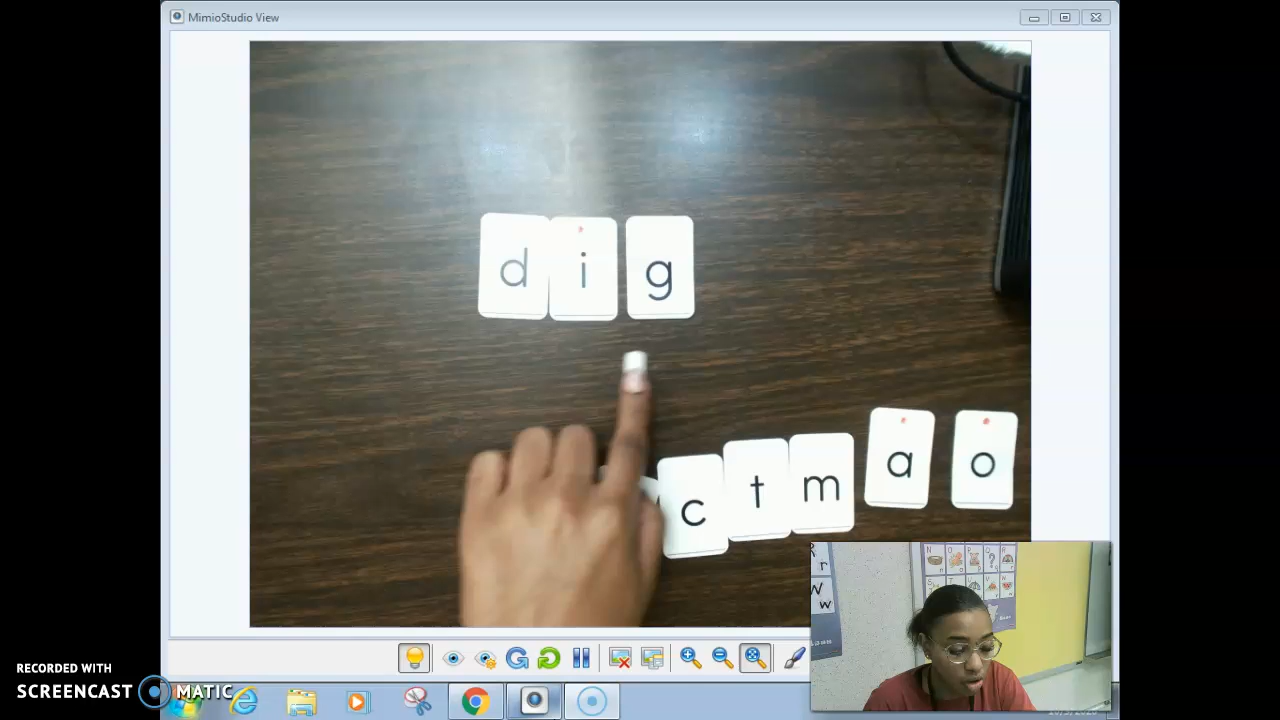 MimioStudio View
d i g
c t m a o
r
W
w
N O P Q R
S T U V W
RECORDED WITH
SCREENCAST MATIC